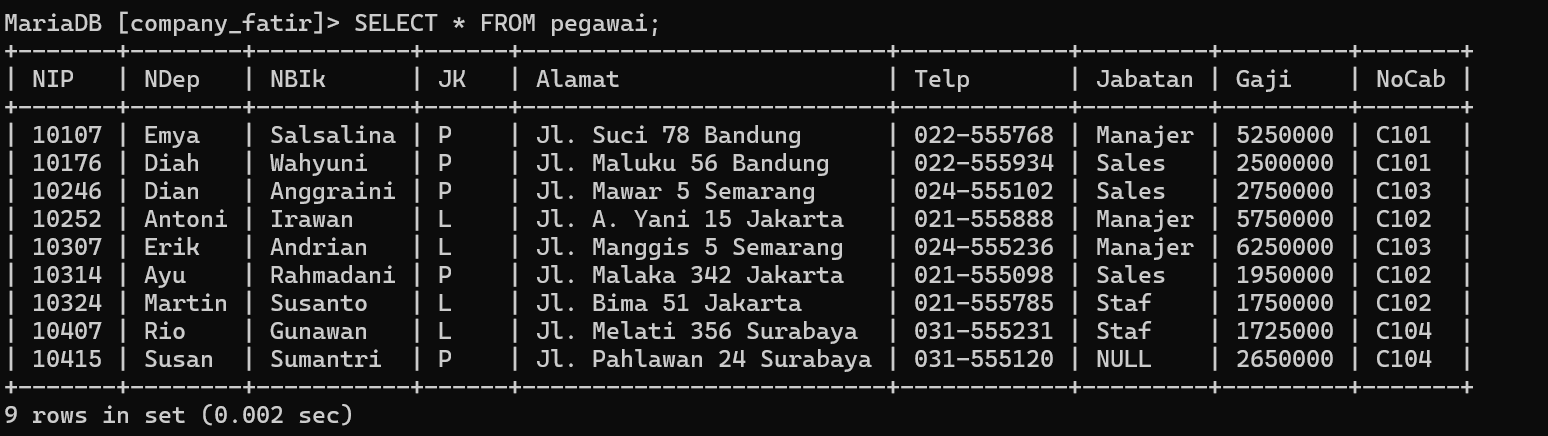 MariaDB [company_fatir]> SELECT * FROM pegawai;
+-------+--------+-----------+------+--------------------------+------------+---------+---------+-------+
| NIP   | NDep   | NBIk      | JK   | Alamat                   | Telp       | Jabatan | Gaji    | NoCab |
+-------+--------+-----------+------+--------------------------+------------+---------+---------+-------+
| 10107 | Emya   | Salsalina | P    | Jl. Suci 78 Bandung      | 022-555768 | Manajer | 5250000 | C101  |
| 10176 | Diah   | Wahyuni   | P    | Jl. Maluku 56 Bandung    | 022-555934 | Sales   | 2500000 | C101  |
| 10246 | Dian   | Anggraini | P    | Jl. Mawar 5 Semarang     | 024-555102 | Sales   | 2750000 | C103  |
| 10252 | Antoni | Irawan    | L    | Jl. A. Yani 15 Jakarta   | 021-555888 | Manajer | 5750000 | C102  |
| 10307 | Erik   | Andrian   | L    | Jl. Manggis 5 Semarang   | 024-555236 | Manajer | 6250000 | C103  |
| 10314 | Ayu    | Rahmadani | P    | Jl. Malaka 342 Jakarta   | 021-555098 | Sales   | 1950000 | C102  |
| 10324 | Martin | Susanto   | L    | Jl. Bima 51 Jakarta      | 021-555785 | Staf    | 1750000 | C102  |
| 10407 | Rio    | Gunawan   | L    | Jl. Melati 356 Surabaya  | 031-555231 | Staf    | 1725000 | C104  |
| 10415 | Susan  | Sumantri  | P    | Jl. Pahlawan 24 Surabaya | 031-555120 | NULL    | 2650000 | C104  |
+-------+--------+-----------+------+--------------------------+------------+---------+---------+-------+
9 rows in set (0.002 sec)